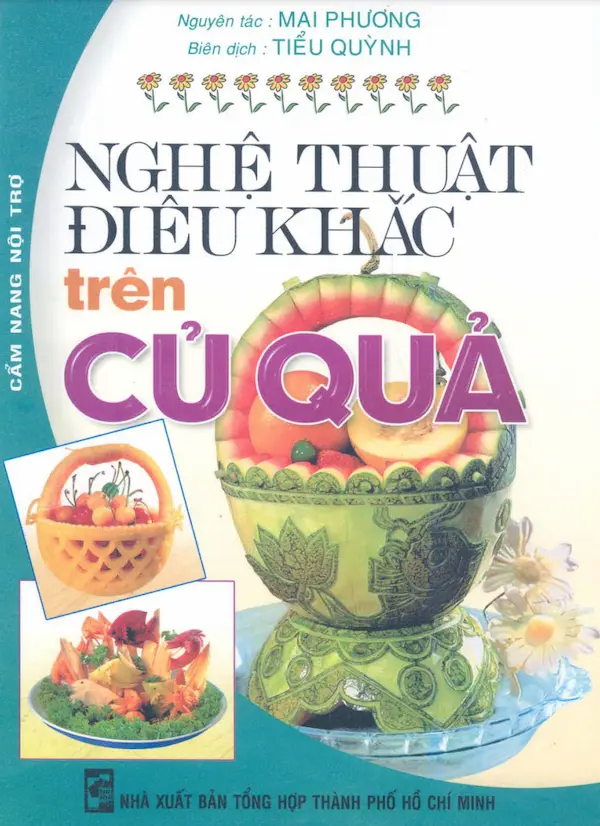 Nguyên tác : MAI PHƯƠNG
Biên dịch : TIỂU QUỲNH
NGHỆ THUẬT
ĐIÊU KHẮC
trên
CỦ QUẢ
CẨM NANG NỘI TRỢ
NHÀ XUẤT BẢN TỔNG HỢP THÀNH PHỐ HỒ CHÍ MINH